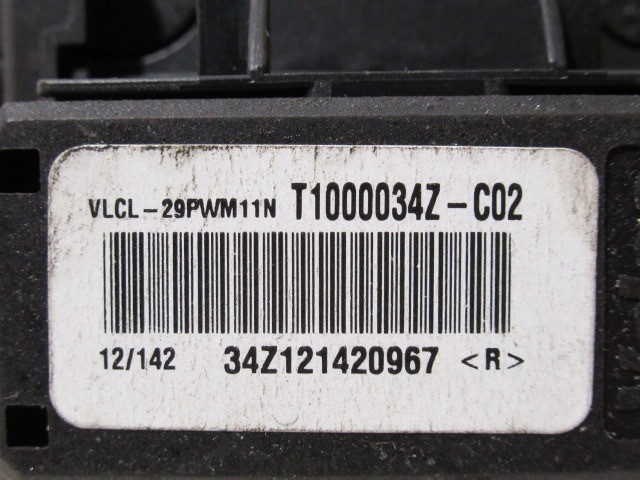 VLCL-29PWM11N T1000034Z-C02
12/142 34Z121420967 <R>